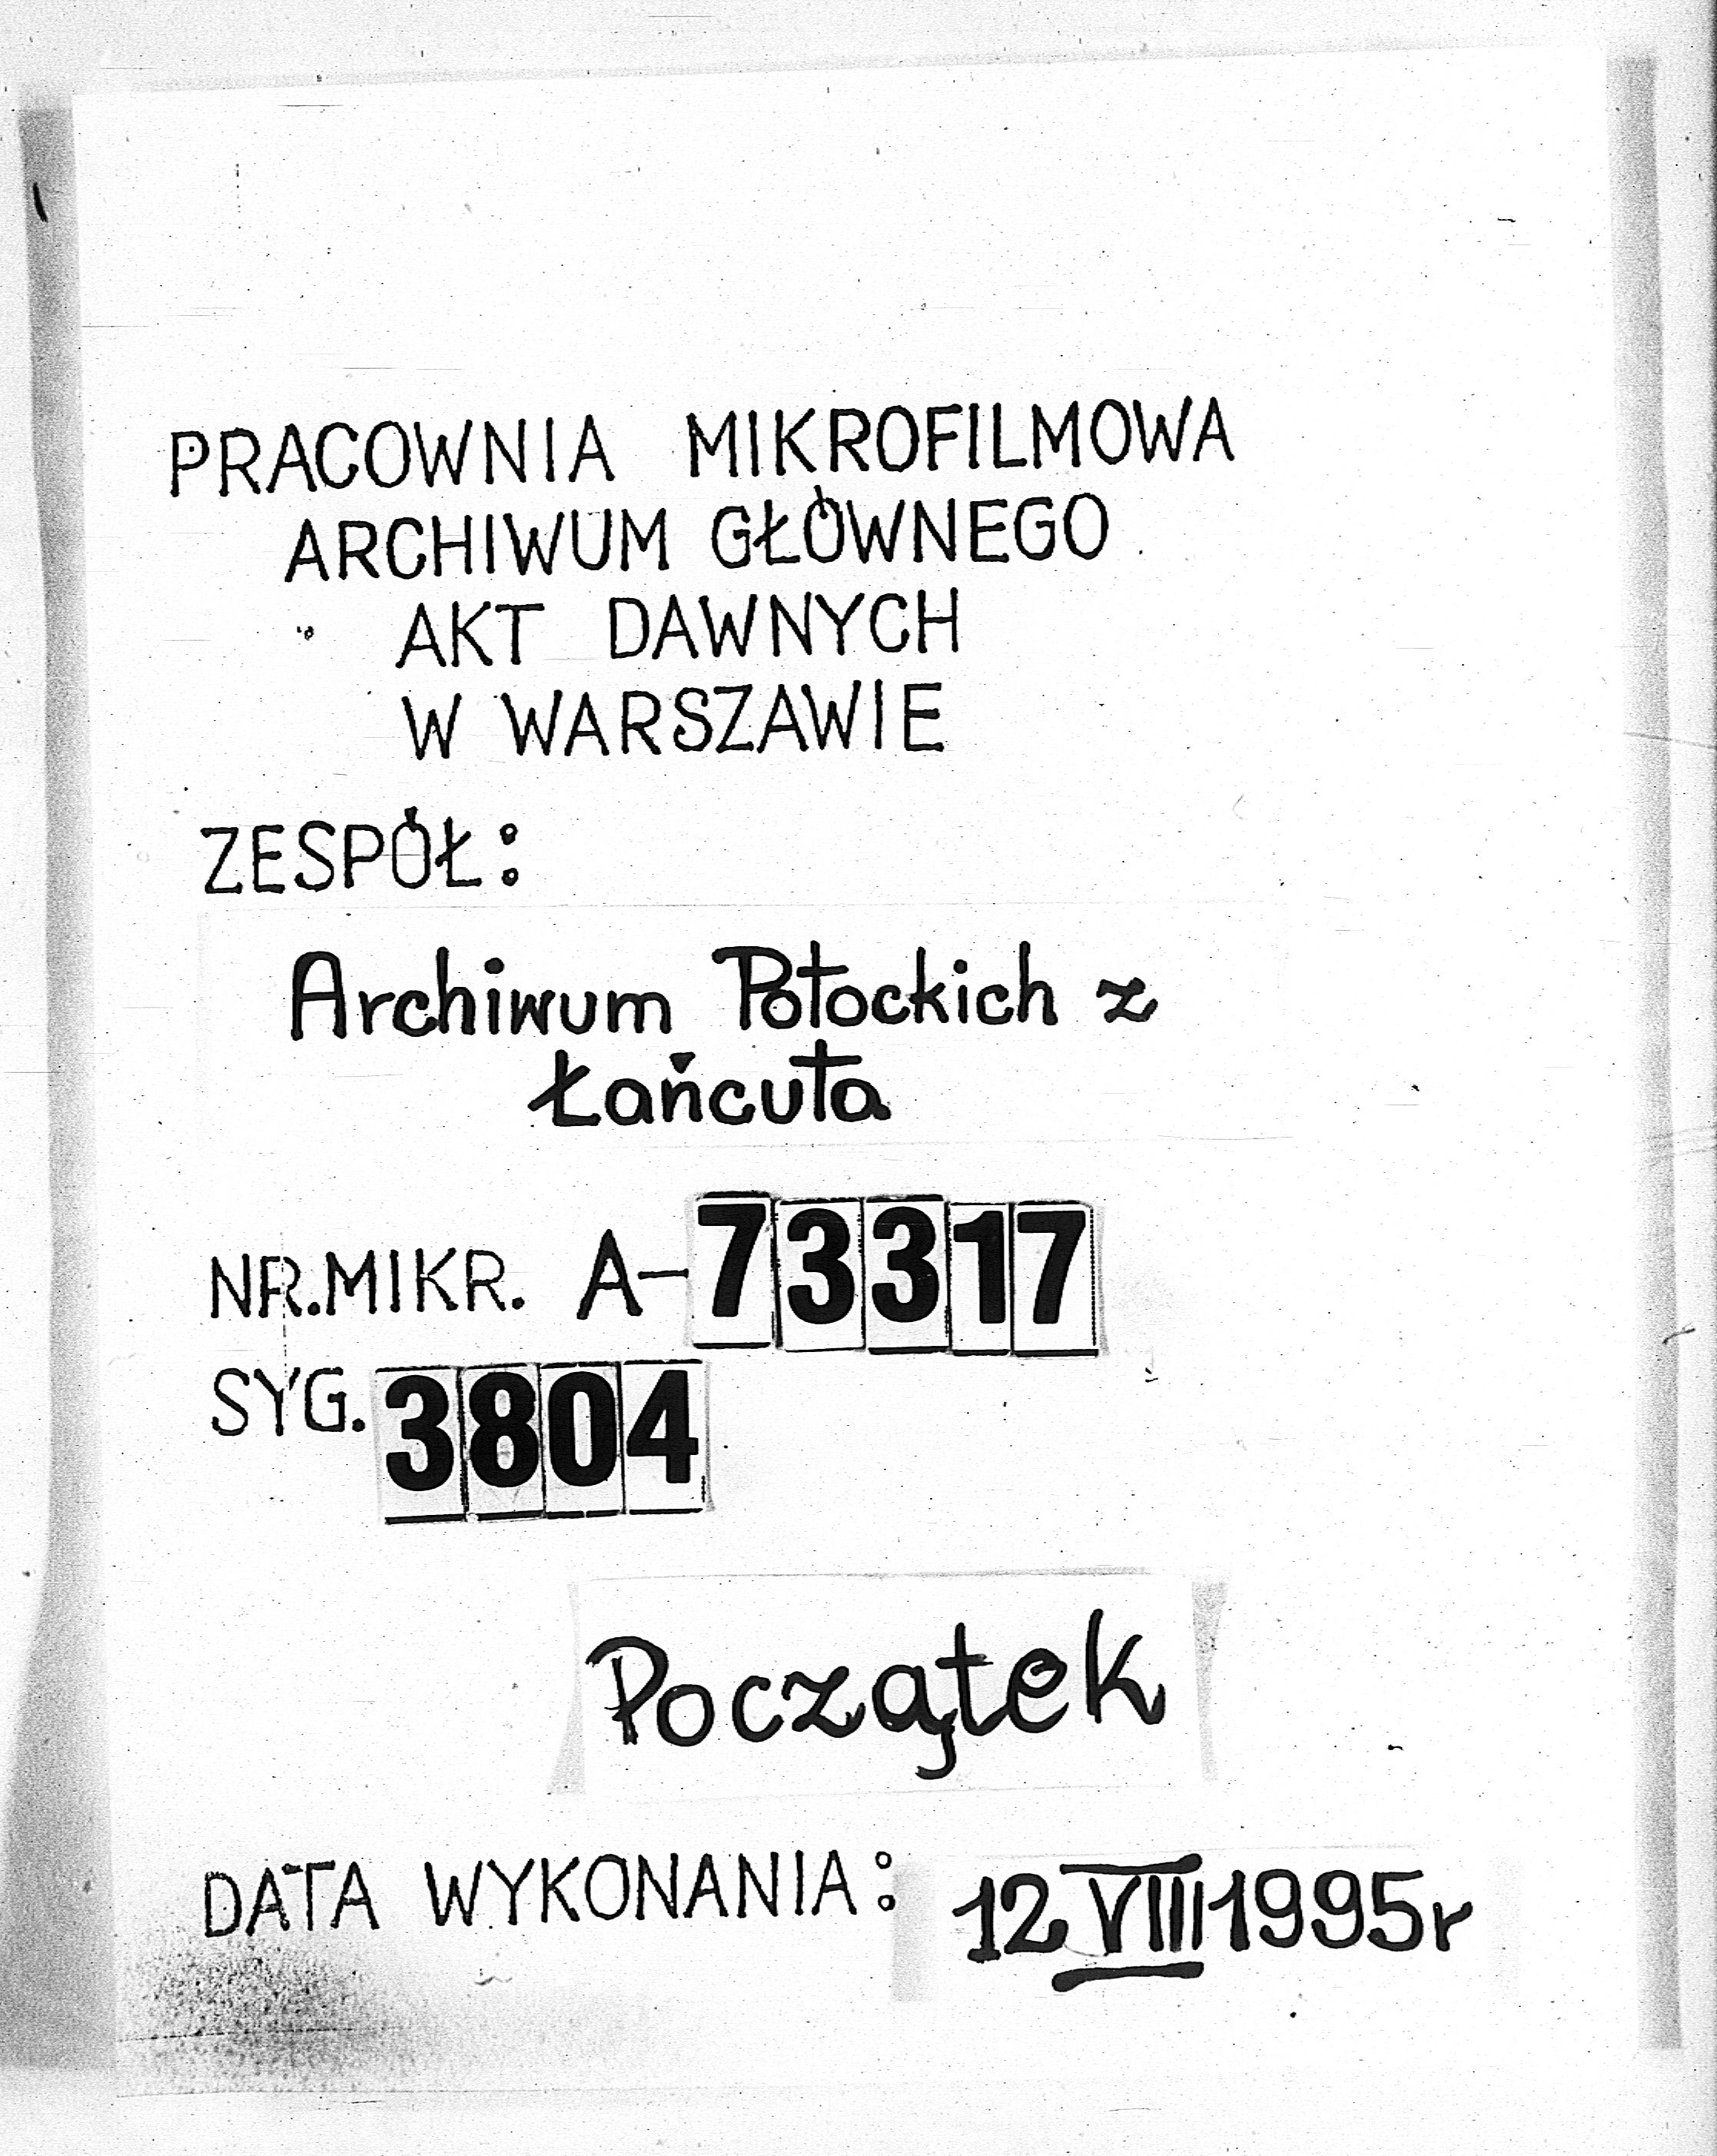 PRACOWNIA MIKROFILMOWA
ARCHIWUM GŁÓWNEGO
AKT DAWNYCH
W WARSZAWIE
ZESPÓŁ:
Archiwum Potockich z
Łańcuta
NR.MIKR. A-73317
SYG. 3804
Początek
DATA WYKONANIA: 12 VIII 1995r